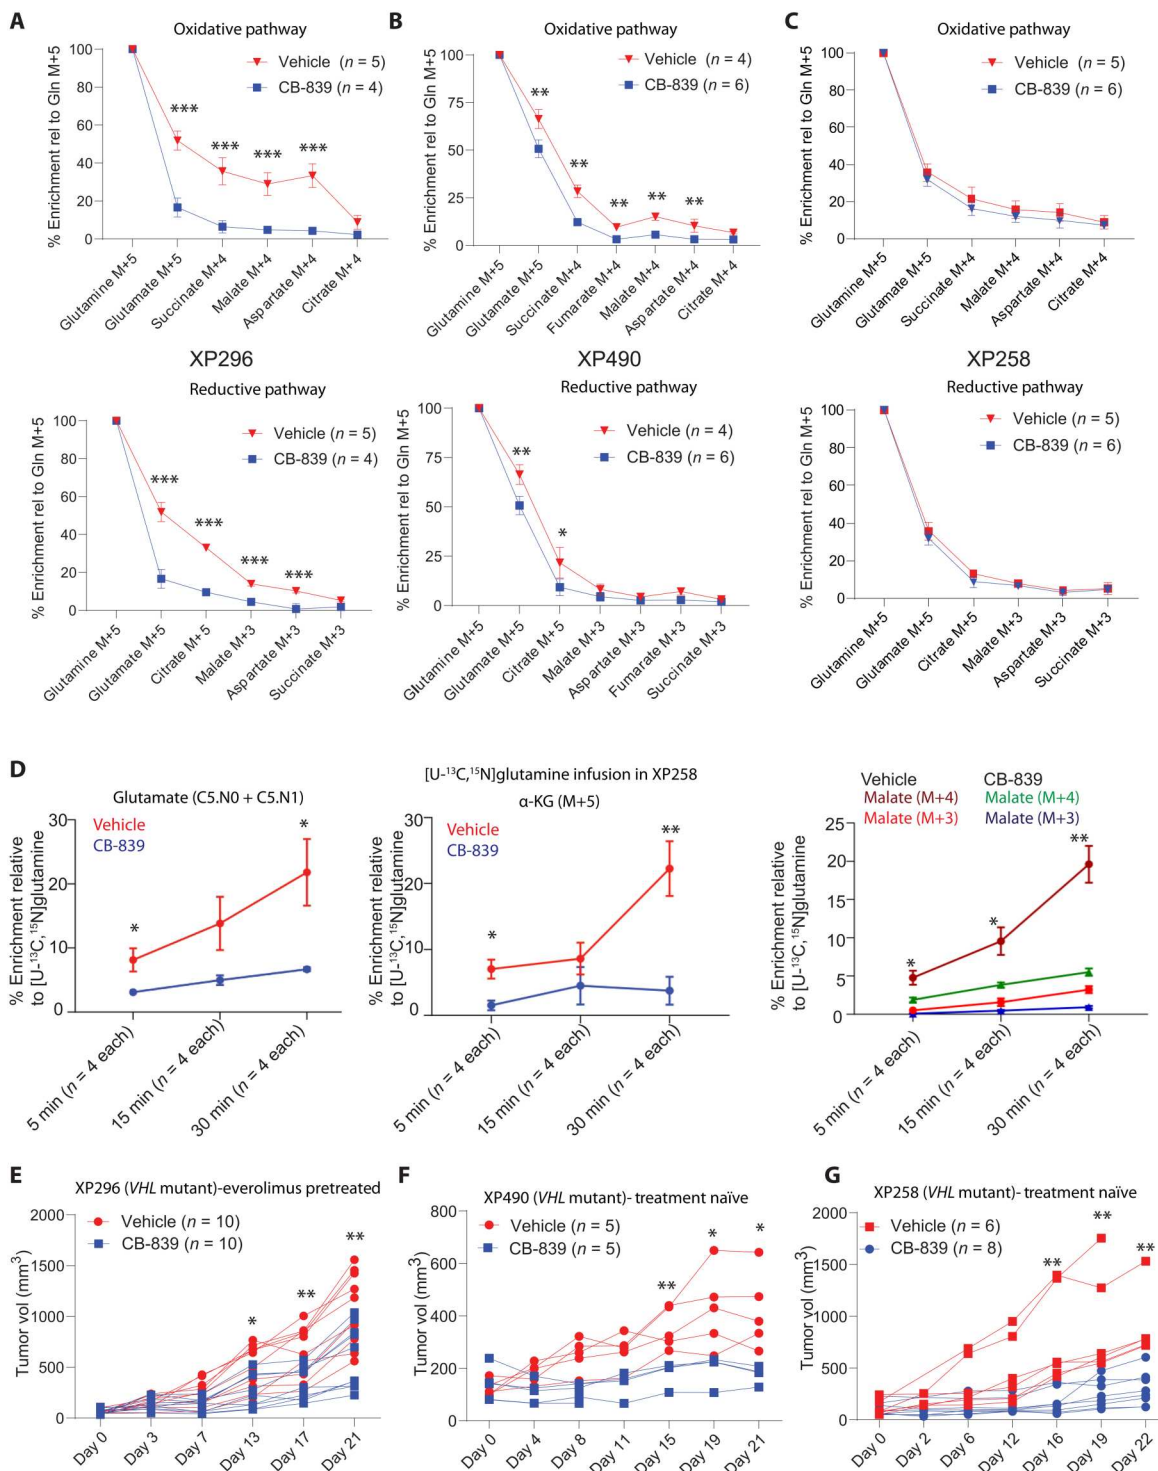 A
Oxidative pathway
% Enrichment rel to Gln M+5
100
80
60
40
20
0
Vehicle (n = 5)
CB-839 (n = 4)
***
***
***
***
Glutamine M+5
Glutamate M+5
Succinate M+4
Malate M+4
Aspartate M+4
Citrate M+4
B
Oxidative pathway
% Enrichment rel to Gln M+5
100
75
50
25
0
Vehicle (n = 4)
CB-839 (n = 6)
**
**
**
**
**
Glutamine M+5
Glutamate M+5
Succinate M+4
Fumarate M+4
Malate M+4
Aspartate M+4
Citrate M+4
C
Oxidative pathway
% Enrichment rel to Gln M+5
100
80
60
40
20
0
Vehicle (n = 5)
CB-839 (n = 6)
Glutamine M+5
Glutamate M+5
Succinate M+4
Malate M+4
Aspartate M+4
Citrate M+4
XP296
Reductive pathway
% Enrichment rel to Gln M+5
100
80
60
40
20
0
Vehicle (n = 5)
CB-839 (n = 4)
***
***
***
***
Glutamine M+5
Glutamate M+5
Citrate M+5
Malate M+3
Aspartate M+3
Succinate M+3
XP490
Reductive pathway
% Enrichment rel to Gln M+5
100
75
50
25
0
Vehicle (n = 4)
CB-839 (n = 6)
**
*
Glutamine M+5
Glutamate M+5
Citrate M+5
Malate M+3
Aspartate M+3
Fumarate M+3
Succinate M+3
XP258
Reductive pathway
% Enrichment rel to Gln M+5
100
80
60
40
20
0
Vehicle (n = 5)
CB-839 (n = 6)
Glutamine M+5
Glutamate M+5
Citrate M+5
Malate M+3
Aspartate M+3
Succinate M+3
D
[U-¹³C,¹⁵N]glutamine infusion in XP258
Glutamate (C5.N0 + C5.N1)
% Enrichment relative
to [U-¹³C,¹⁵N]glutamine
30
20
10
0
Vehicle
CB-839
*
*
5 min (n = 4 each)
15 min (n = 4 each)
30 min (n = 4 each)
α-KG (M+5)
% Enrichment relative
to [U-¹³C,¹⁵N]glutamine
30
20
10
0
Vehicle
CB-839
*
**
5 min (n = 4 each)
15 min (n = 4 each)
30 min (n = 4 each)
Vehicle CB-839
Malate (M+4) Malate (M+4)
Malate (M+3) Malate (M+3)
% Enrichment relative
to [U-¹³C,¹⁵N]glutamine
25
20
15
10
5
0
*
*
**
5 min (n = 4 each)
15 min (n = 4 each)
30 min (n = 4 each)
E
XP296 (VHL mutant)-everolimus pretreated
Tumor vol (mm³)
2000
1500
1000
500
0
Vehicle (n = 10)
CB-839 (n = 10)
*
**
**
Day 0
Day 3
Day 7
Day 13
Day 17
Day 21
F
XP490 (VHL mutant)- treatment naïve
Tumor vol (mm³)
800
600
400
200
0
Vehicle (n = 5)
CB-839 (n = 5)
**
*
*
Day 0
Day 4
Day 8
Day 11
Day 15
Day 19
Day 21
G
XP258 (VHL mutant)- treatment naïve
Tumor vol (mm³)
2000
1500
1000
500
0
Vehicle (n = 6)
CB-839 (n = 8)
**
**
**
Day 0
Day 2
Day 6
Day 12
Day 16
Day 19
Day 22